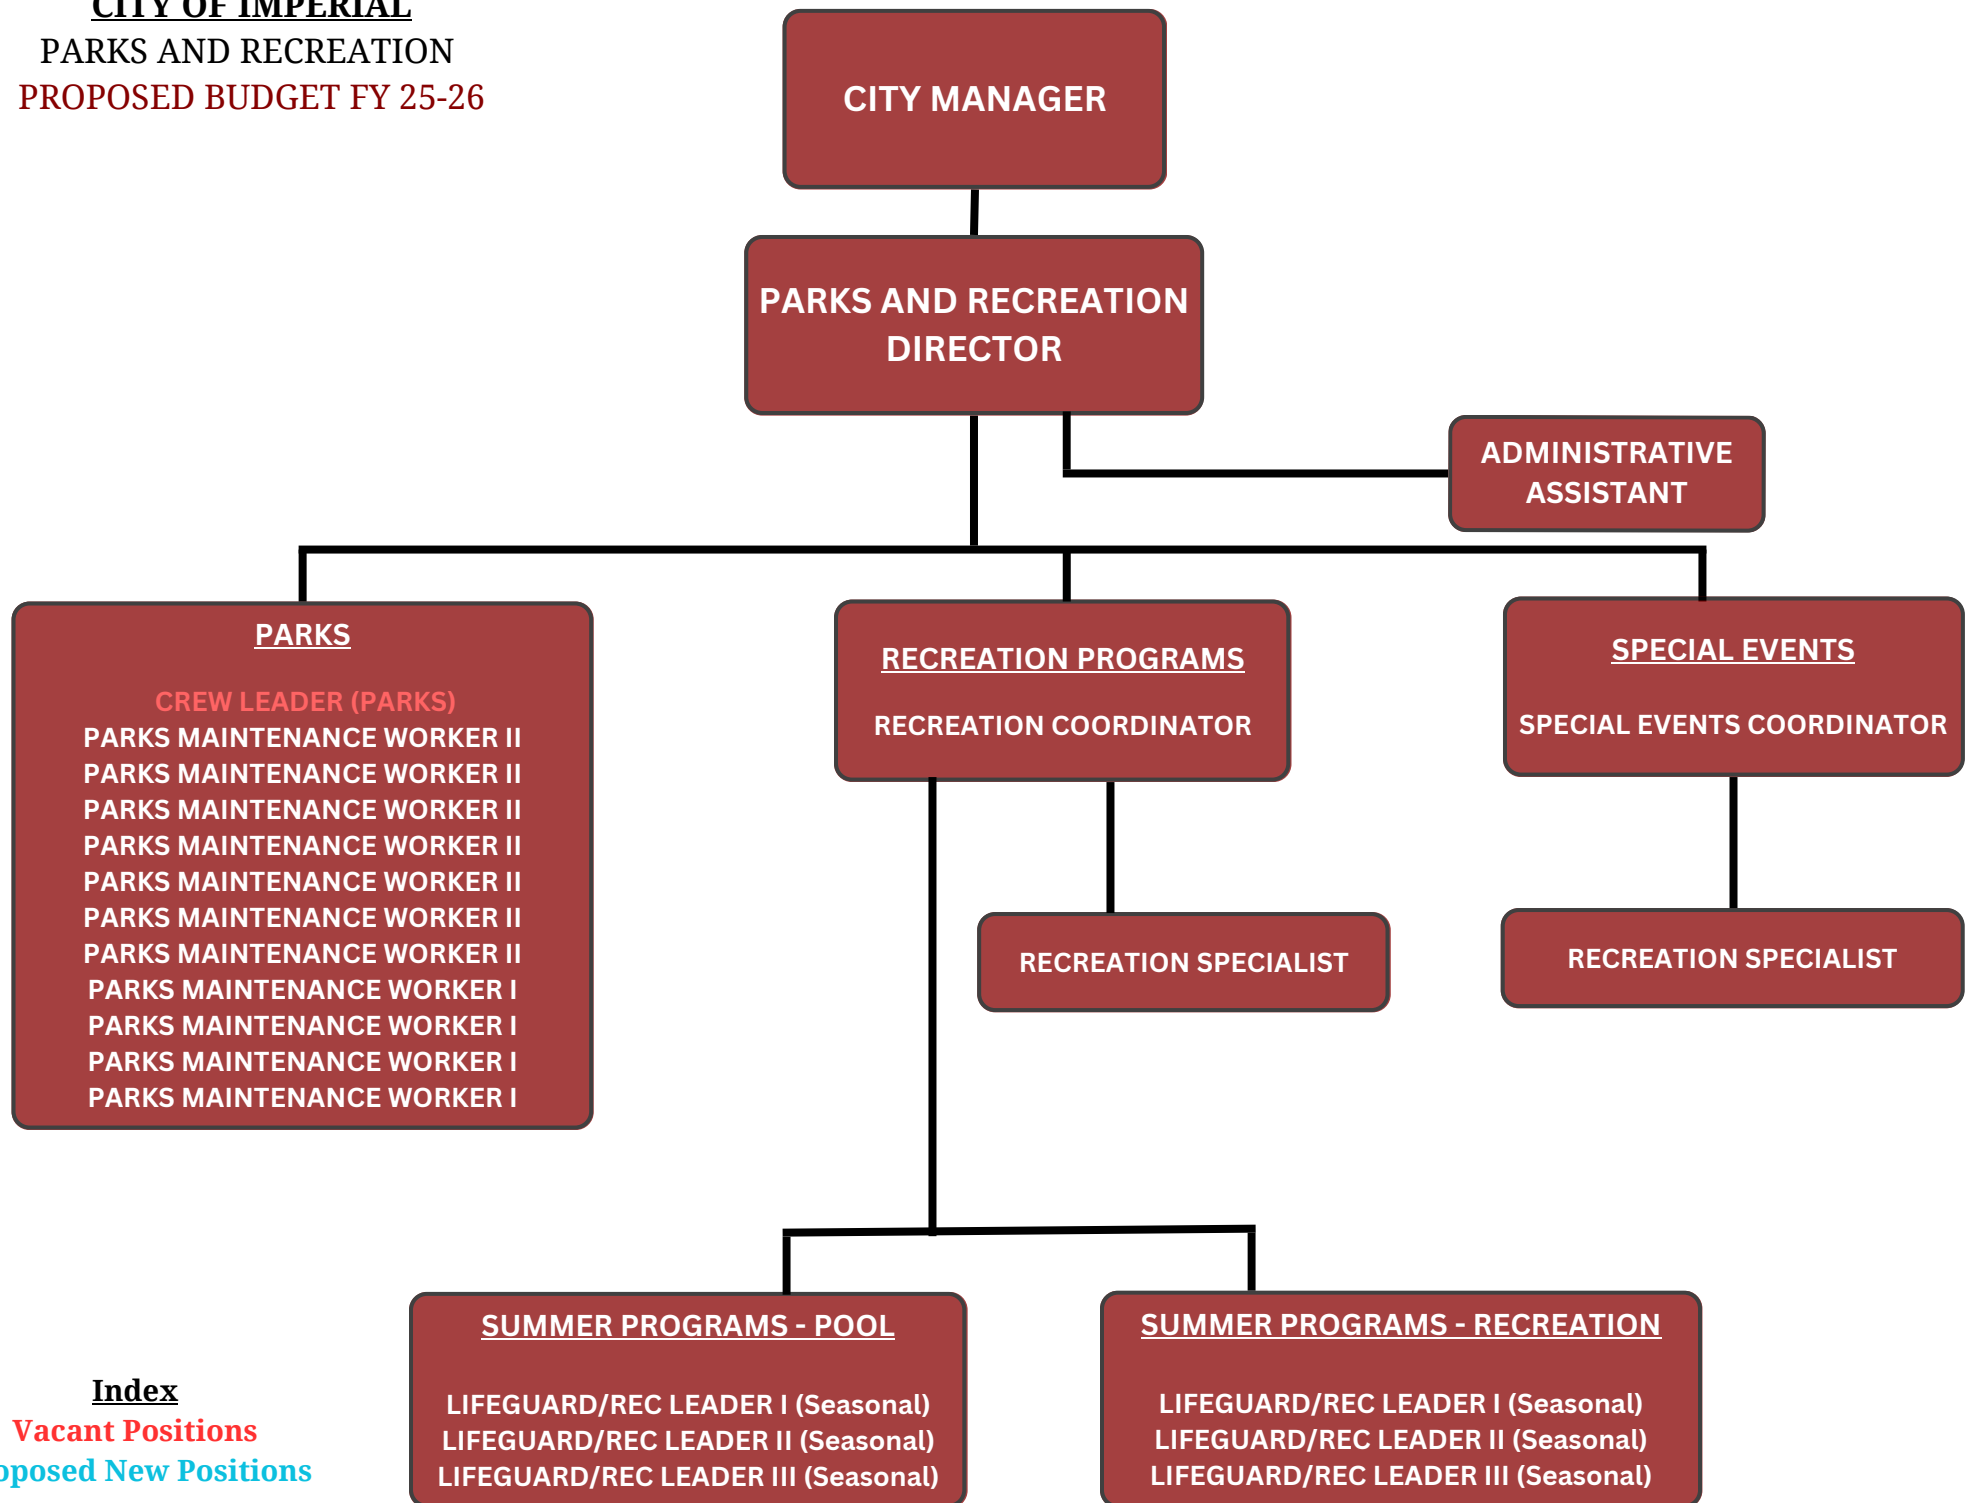 CITY OF IMPERIAL
PARKS AND RECREATION
PROPOSED BUDGET FY 25-26
CITY MANAGER
PARKS AND RECREATION
DIRECTOR
ADMINISTRATIVE
ASSISTANT
PARKS
CREW LEADER (PARKS)
PARKS MAINTENANCE WORKER II
PARKS MAINTENANCE WORKER II
PARKS MAINTENANCE WORKER II
PARKS MAINTENANCE WORKER II
PARKS MAINTENANCE WORKER II
PARKS MAINTENANCE WORKER II
PARKS MAINTENANCE WORKER II
PARKS MAINTENANCE WORKER I
PARKS MAINTENANCE WORKER I
PARKS MAINTENANCE WORKER I
PARKS MAINTENANCE WORKER I
RECREATION PROGRAMS
RECREATION COORDINATOR
SPECIAL EVENTS
SPECIAL EVENTS COORDINATOR
RECREATION SPECIALIST
RECREATION SPECIALIST
SUMMER PROGRAMS - POOL
LIFEGUARD/REC LEADER I (Seasonal)
LIFEGUARD/REC LEADER II (Seasonal)
LIFEGUARD/REC LEADER III (Seasonal)
SUMMER PROGRAMS - RECREATION
LIFEGUARD/REC LEADER I (Seasonal)
LIFEGUARD/REC LEADER II (Seasonal)
LIFEGUARD/REC LEADER III (Seasonal)
Index
Vacant Positions
oposed New Positions